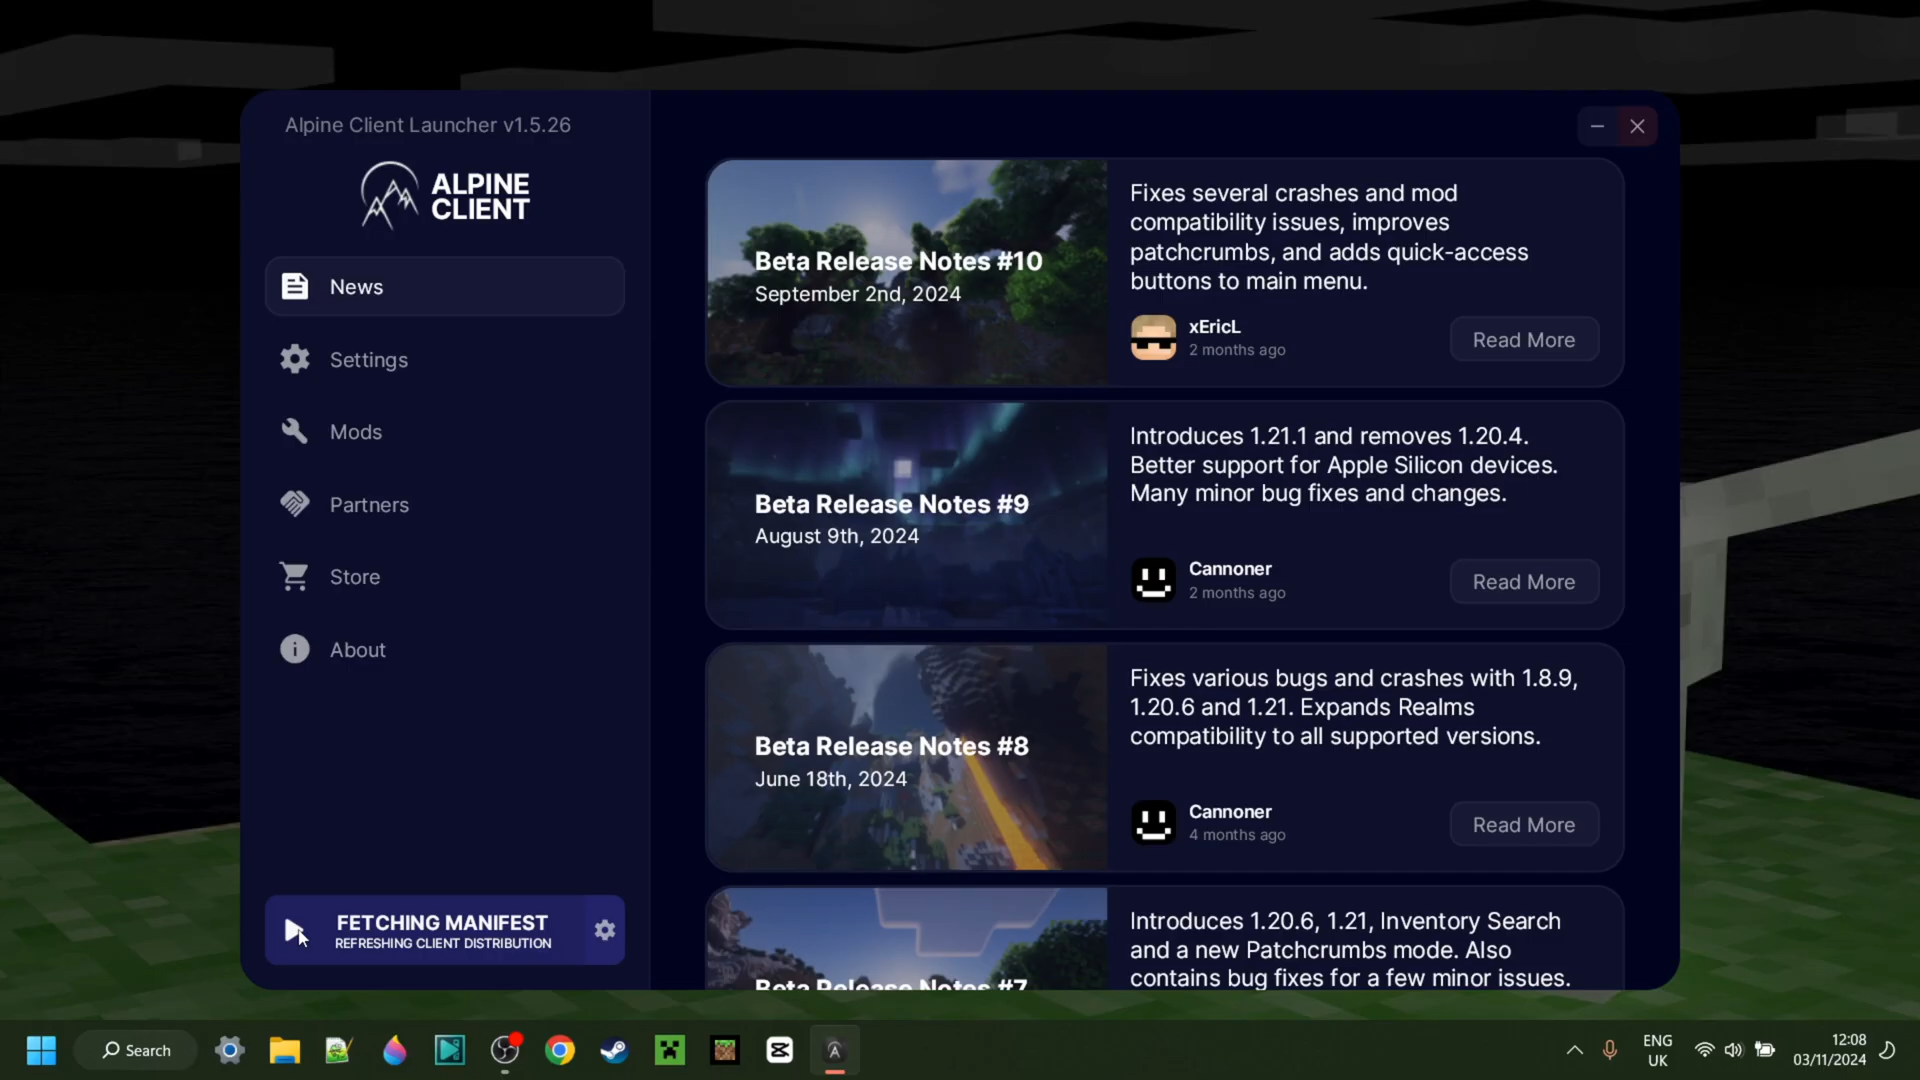 Alpine Client Launcher v1.5.26
ALPINE
CLIENT
News
Settings
Mods
Partners
Store
About
FETCHING MANIFEST
REFRESHING CLIENT DISTRIBUTION
Beta Release Notes #10
September 2nd, 2024
Fixes several crashes and mod
compatibility issues, improves
patchcrumbs, and adds quick-access
buttons to main menu.
xEricL
2 months ago
Read More
Beta Release Notes #9
August 9th, 2024
Introduces 1.21.1 and removes 1.20.4.
Better support for Apple Silicon devices.
Many minor bug fixes and changes.
Cannoner
2 months ago
Read More
Beta Release Notes #8
June 18th, 2024
Fixes various bugs and crashes with 1.8.9,
1.20.6 and 1.21. Expands Realms
compatibility to all supported versions.
Cannoner
4 months ago
Read More
Beta Release Notes #7
Introduces 1.20.6, 1.21, Inventory Search
and a new Patchcrumbs mode. Also
contains bug fixes for a few minor issues.
Search
ENG
UK
12:08
03/11/2024